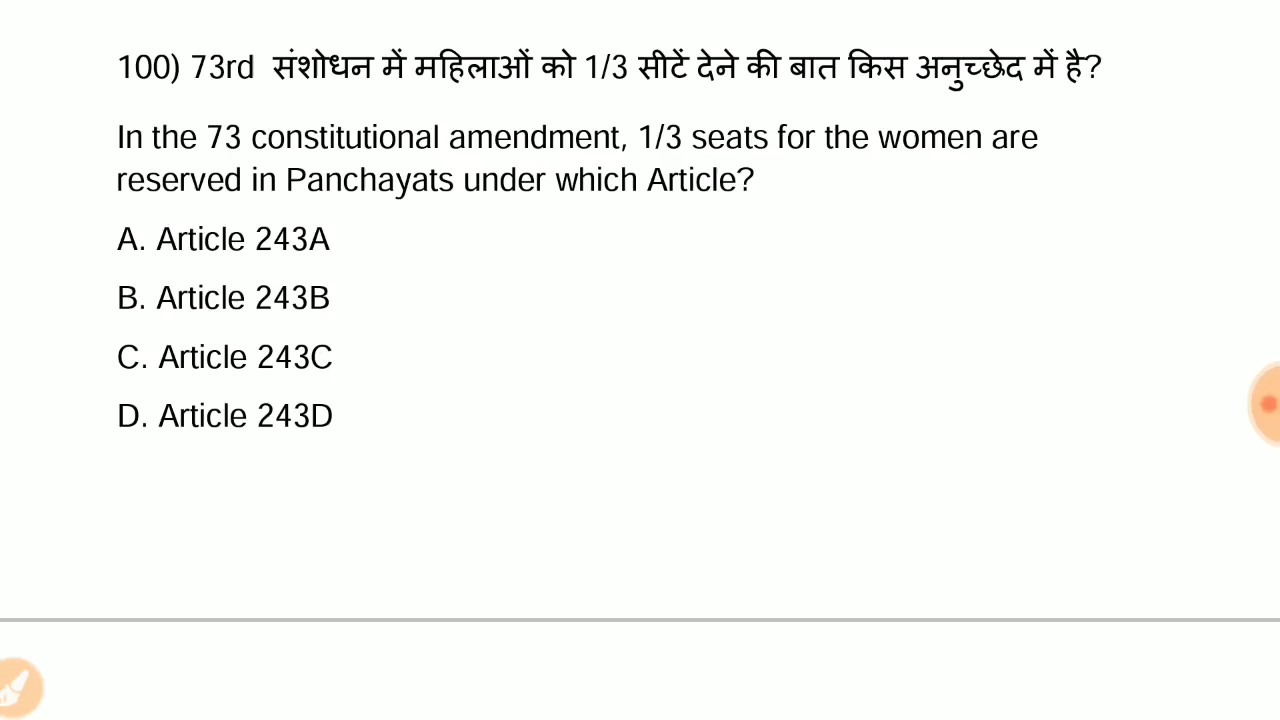 100) 73rd संशोधन में महिलाओं को 1/3 सीटें देने की बात किस अनुच्छेद में है?
In the 73 constitutional amendment, 1/3 seats for the women are
reserved in Panchayats under which Article?
A. Article 243A
B. Article 243B
C. Article 243C
D. Article 243D